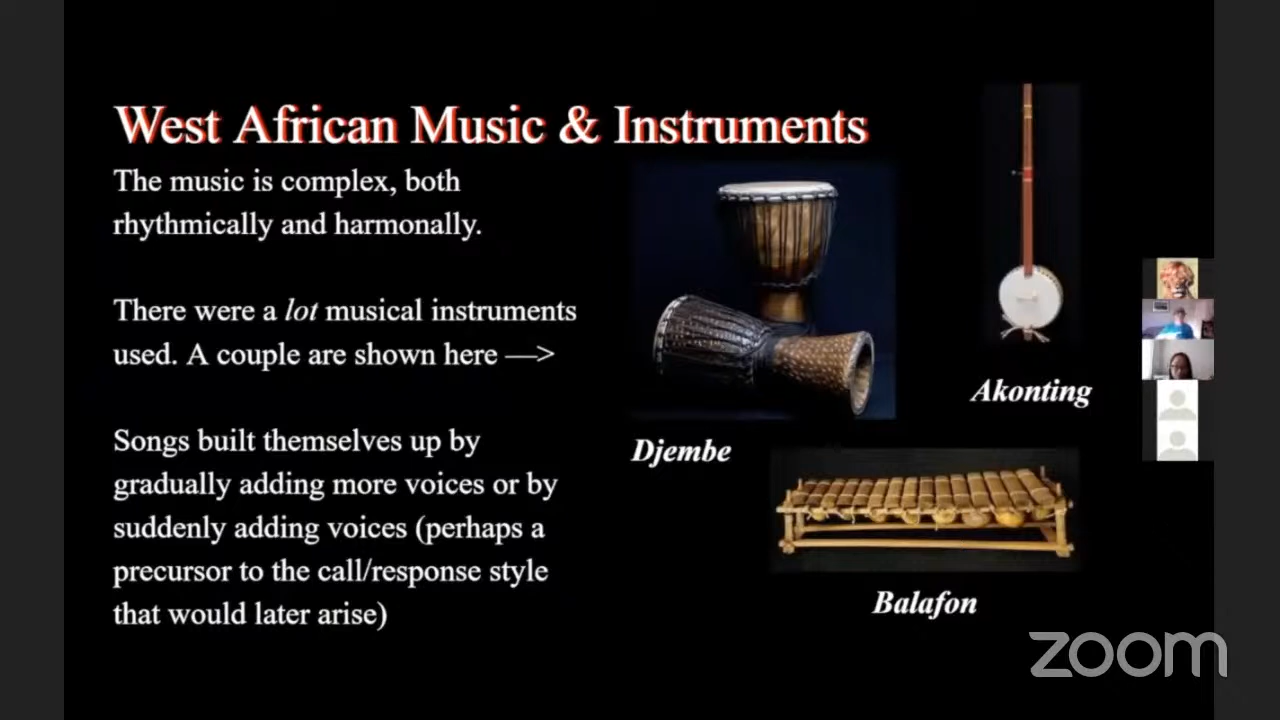 West African Music & Instruments
The music is complex, both
rhythmically and harmonally.
There were a lot musical instruments
used. A couple are shown here —>
Songs built themselves up by
gradually adding more voices or by
suddenly adding voices (perhaps a
precursor to the call/response style
that would later arise)
Djembe
Akonting
Balafon
zoom